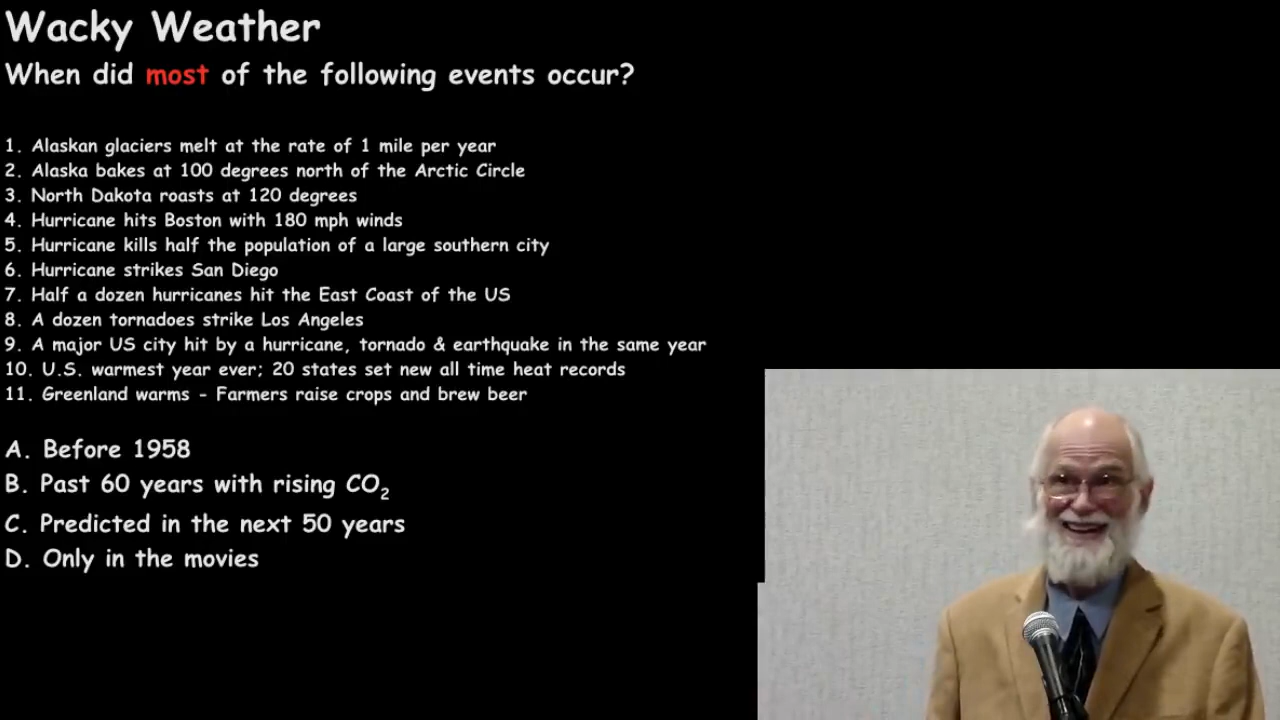 Wacky Weather
When did most of the following events occur?
1. Alaskan glaciers melt at the rate of 1 mile per year
2. Alaska bakes at 100 degrees north of the Arctic Circle
3. North Dakota roasts at 120 degrees
4. Hurricane hits Boston with 180 mph winds
5. Hurricane kills half the population of a large southern city
6. Hurricane strikes San Diego
7. Half a dozen hurricanes hit the East Coast of the US
8. A dozen tornadoes strike Los Angeles
9. A major US city hit by a hurricane, tornado & earthquake in the same year
10. U.S. warmest year ever; 20 states set new all time heat records
11. Greenland warms - Farmers raise crops and brew beer
A. Before 1958
B. Past 60 years with rising CO₂
C. Predicted in the next 50 years
D. Only in the movies